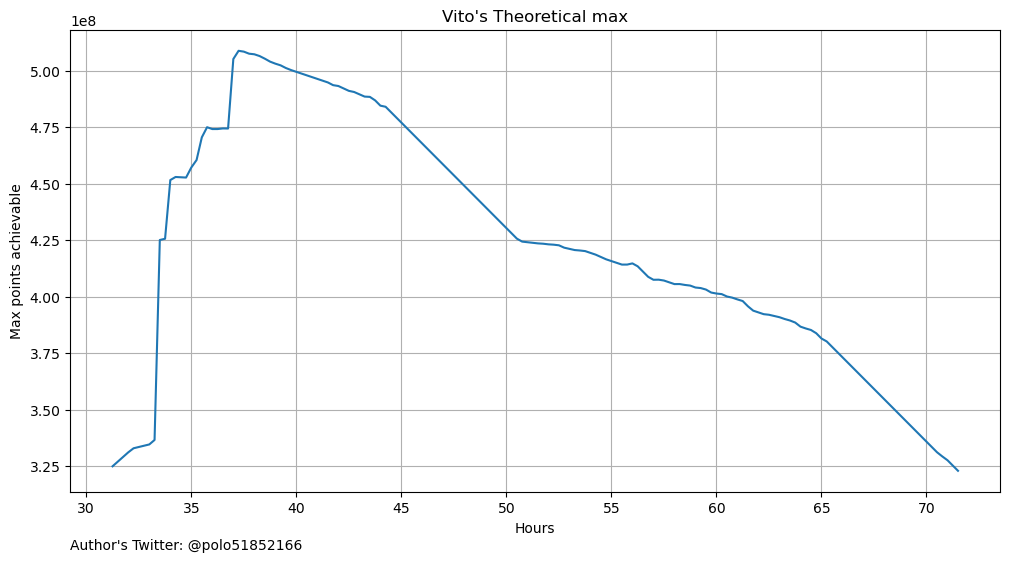 Vito's Theoretical max
1e8
5.00
4.75
4.50
4.25
4.00
3.75
3.50
3.25
Max points achievable
30 35 40 45 50 55 60 65 70
Hours
Author's Twitter: @polo51852166